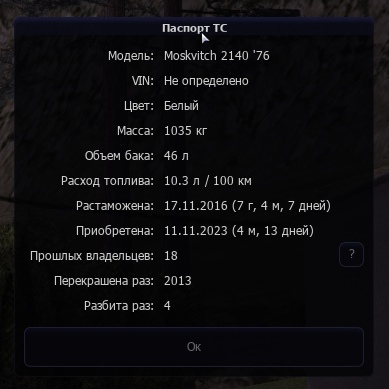 Паспорт ТС
Модель: Moskvitch 2140 '76
VIN: Не определено
Цвет: Белый
Масса: 1035 кг
Объем бака: 46 л
Расход топлива: 10.3 л / 100 км
Растаможена: 17.11.2016 (7 г, 4 м, 7 дней)
Приобретена: 11.11.2023 (4 м, 13 дней)
Прошлых владельцев: 18 ?
Перекрашена раз: 2013
Разбита раз: 4
Ок